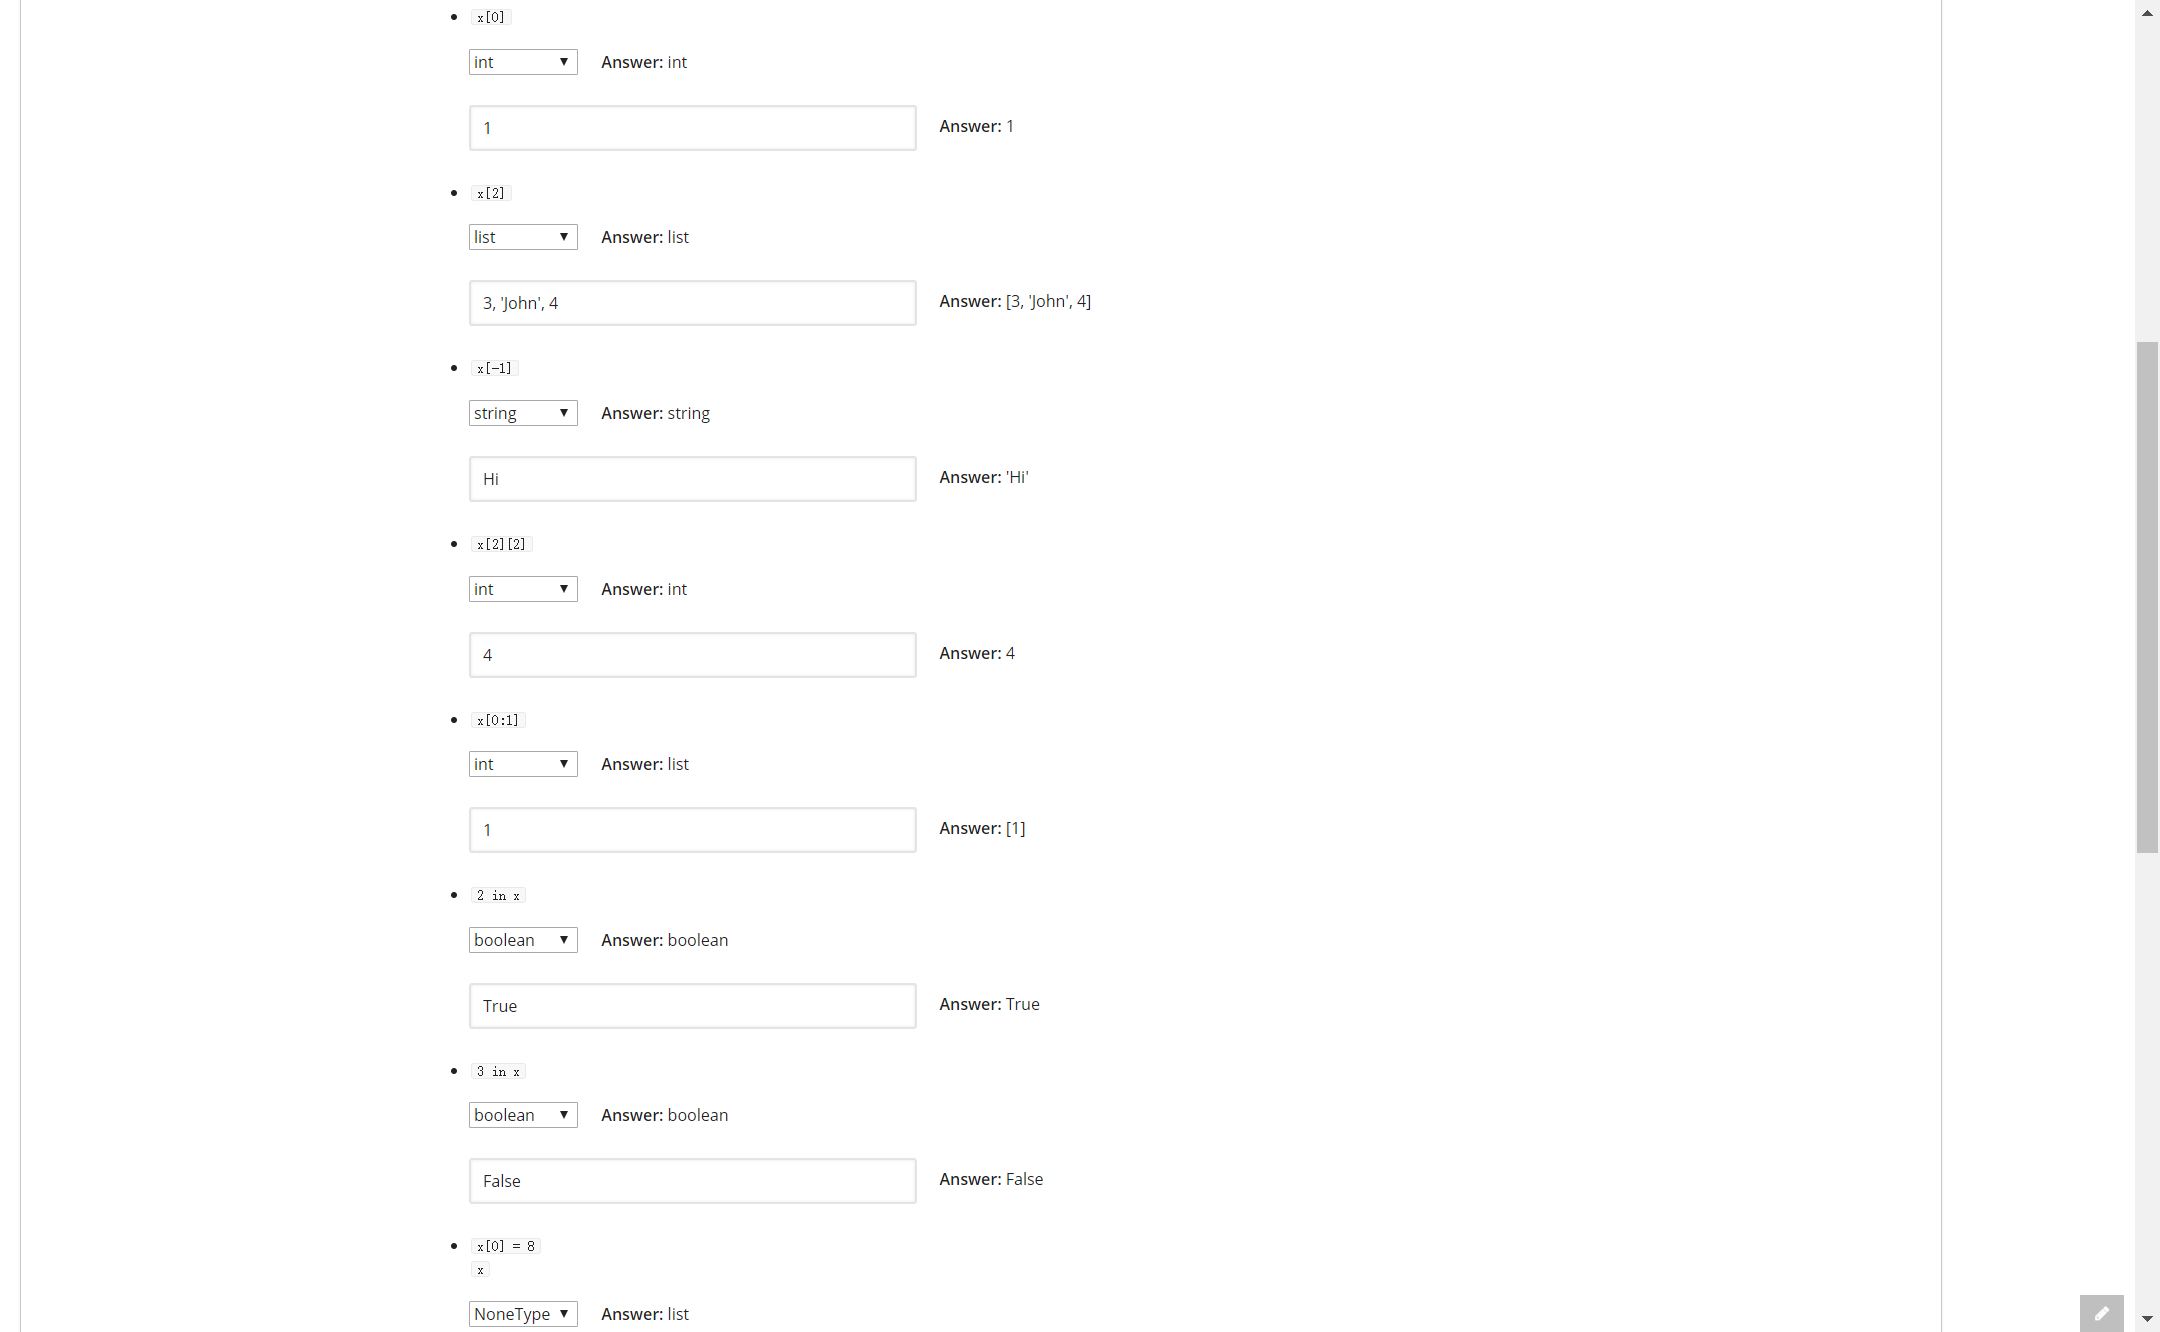 x[0]
int Answer: int
1 Answer: 1
x[2]
list Answer: list
3, 'John', 4 Answer: [3, 'John', 4]
x[-1]
string Answer: string
Hi Answer: 'Hi'
x[2][2]
int Answer: int
4 Answer: 4
x[0:1]
int Answer: list
1 Answer: [1]
2 in x
boolean Answer: boolean
True Answer: True
3 in x
boolean Answer: boolean
False Answer: False
x[0] = 8
x
NoneType Answer: list